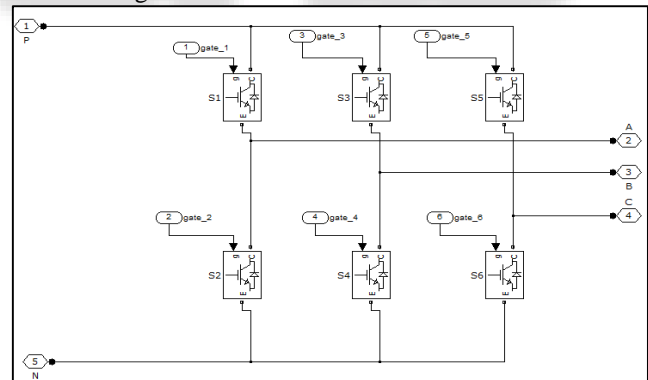 1
P
1 gate_1
3 gate_3
5 gate_5
g C
g C
g C
S1
S3
S5
E
E
E
A
2
3
B
C
4
2 gate_2
4 gate_4
6 gate_6
g C
g C
g C
S2
S4
S6
E
E
E
5
N